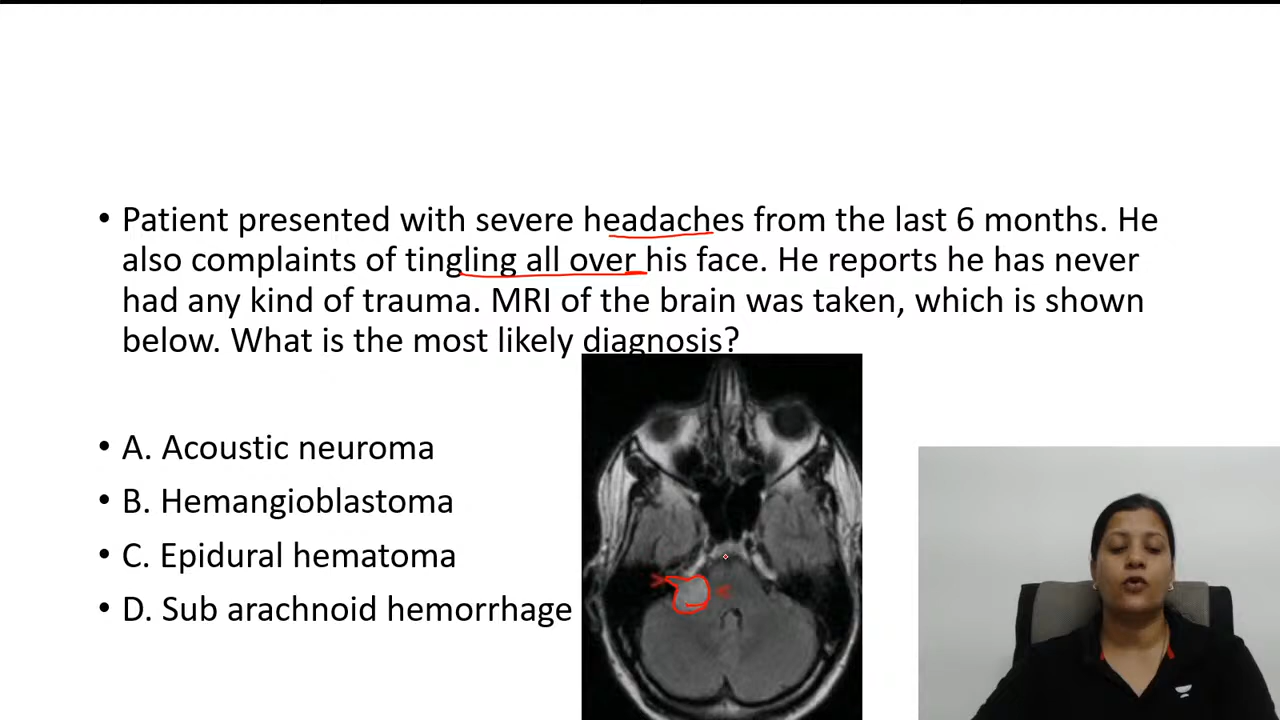 • Patient presented with severe headaches from the last 6 months. He
also complaints of tingling all over his face. He reports he has never
had any kind of trauma. MRI of the brain was taken, which is shown
below. What is the most likely diagnosis?
• A. Acoustic neuroma
• B. Hemangioblastoma
• C. Epidural hematoma
• D. Sub arachnoid hemorrhage